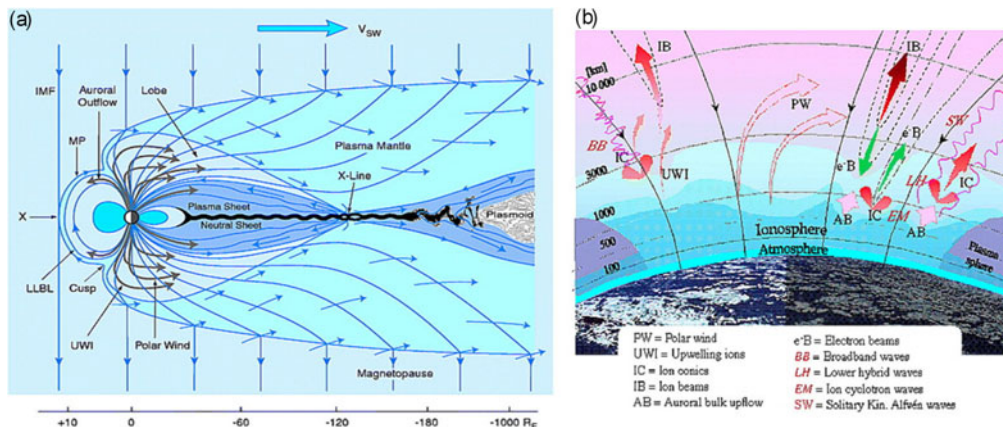 (a)
V_SW
IMF
Auroral
Outflow
Lobe
MP
Plasma Mantle
X-Line
X
Plasma Sheet
Neutral Sheet
Plasmoid
LLBL
Cusp
UWI
Polar Wind
Magnetopause
+10 0 -60 -120 -180 -1000 R_E
(b)
IB
IB
[km]
10 000
PW
SW
BB
IC
e-B
e-B
3000
UWI
LH
IC
1000
AB
IC
EM
AB
Ionosphere
500
Atmosphere
Plasma
sphere
100
PW = Polar wind
UWI = Upwelling ions
IC = Ion conics
IB = Ion beams
AB = Auroral bulk upflow
e-B = Electron beams
BB = Broadband waves
LH = Lower hybrid waves
EM = Ion cyclotron waves
SW = Solitary Kin. Alfvén waves